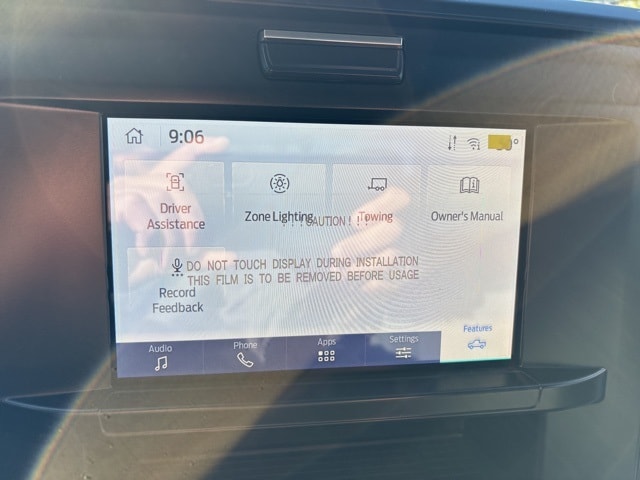 9:06
Driver
Assistance
Zone Lighting
Towing
Owner's Manual
! ! ! CAUTION ! ! !
DO NOT TOUCH DISPLAY DURING INSTALLATION
THIS FILM IS TO BE REMOVED BEFORE USAGE
Record
Feedback
Audio
Phone
Apps
Settings
Features